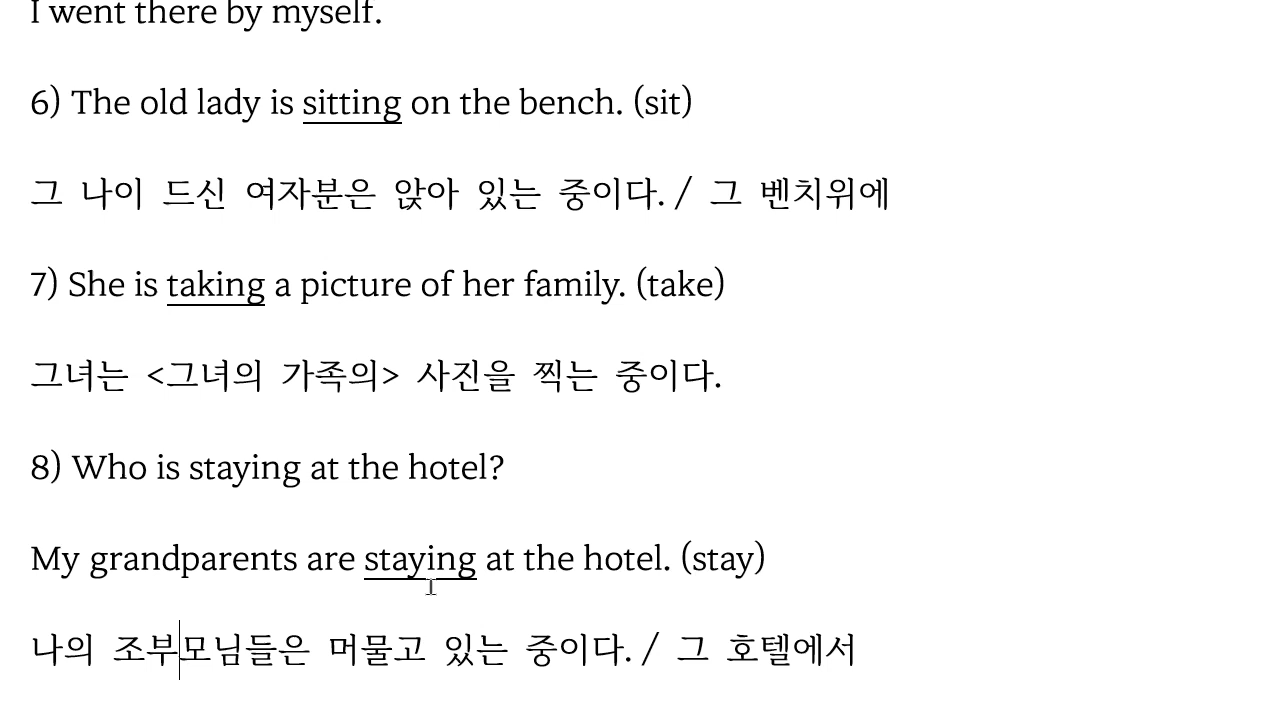 I went there by myself.
6) The old lady is sitting on the bench. (sit)
그 나이 드신 여자분은 앉아 있는 중이다. / 그 벤치위에
7) She is taking a picture of her family. (take)
그녀는 <그녀의 가족의> 사진을 찍는 중이다.
8) Who is staying at the hotel?
My grandparents are staying at the hotel. (stay)
나의 조부모님들은 머물고 있는 중이다. / 그 호텔에서